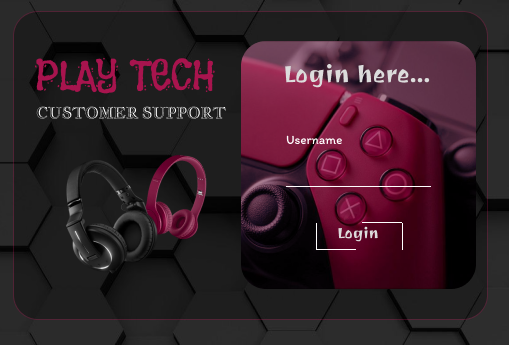 PLAY TECH
CUSTOMER SUPPORT
Login here...
Username
Login